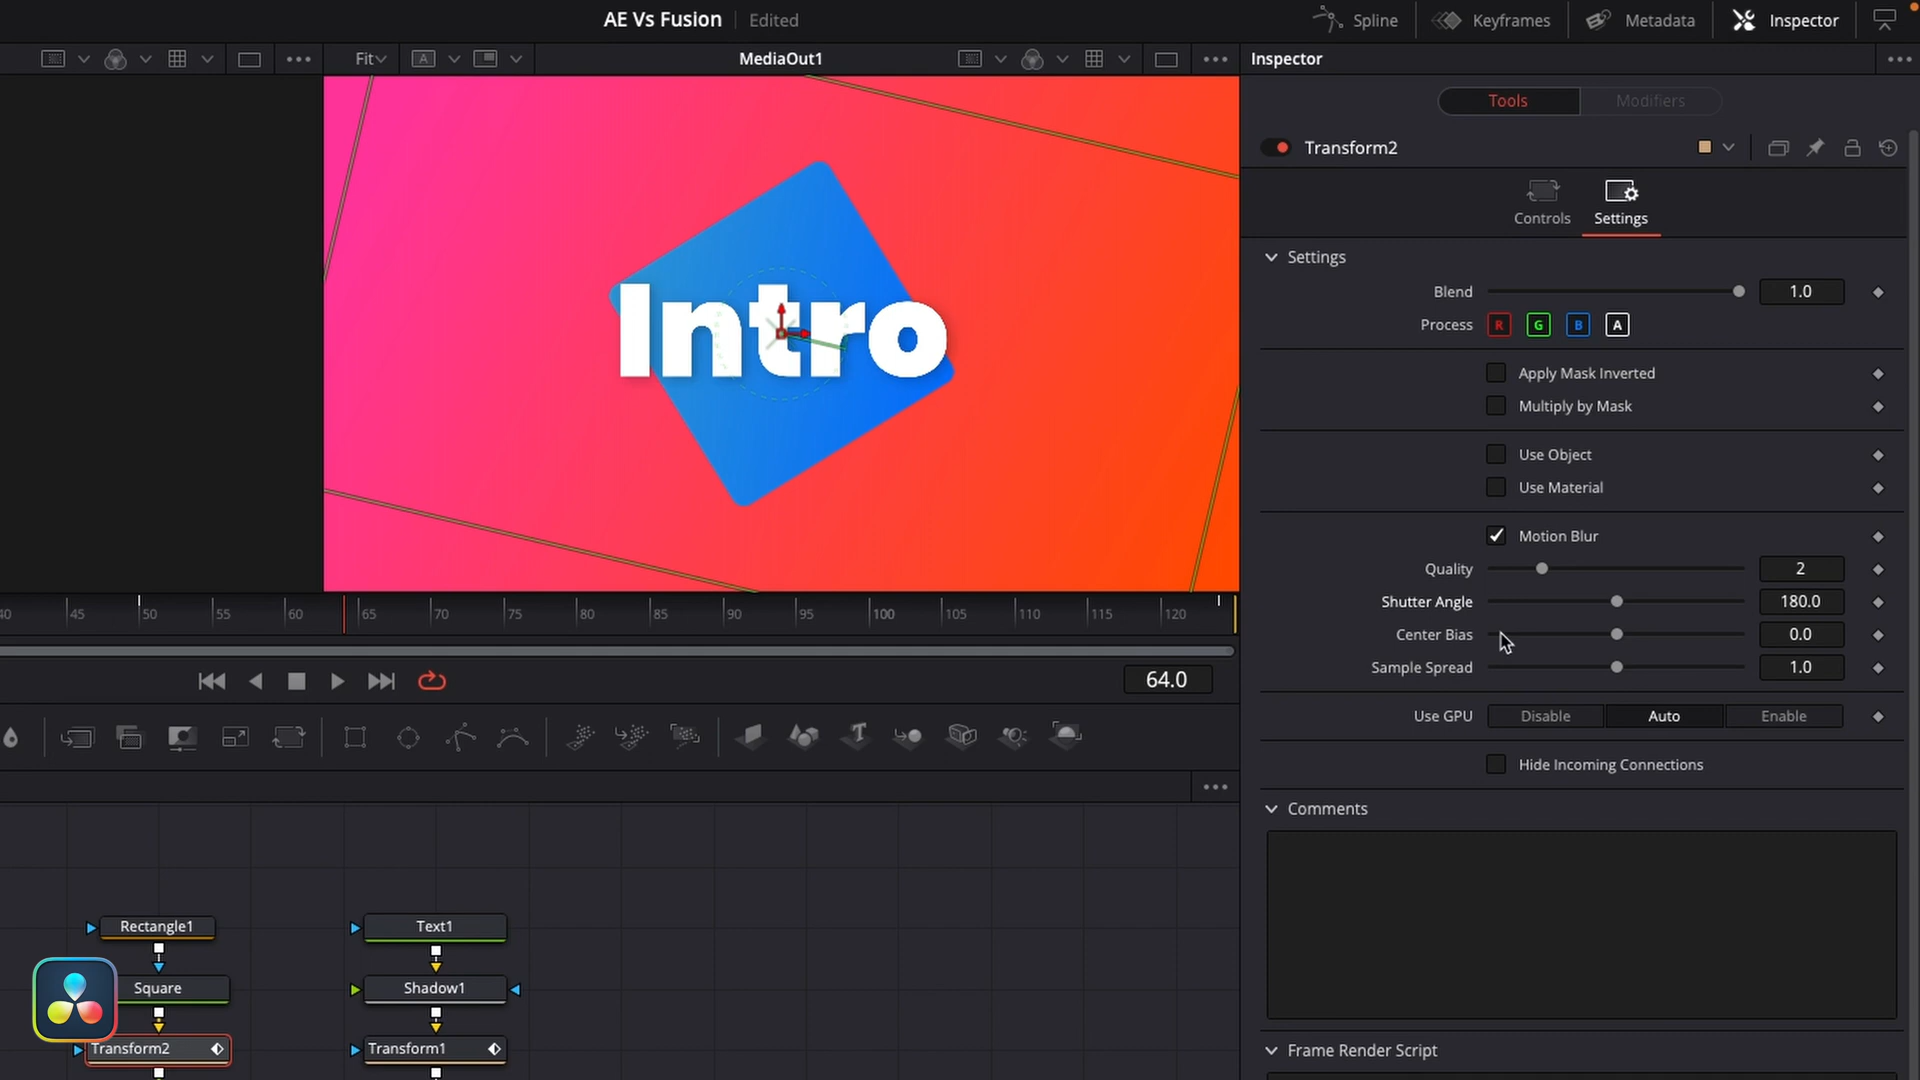 AE Vs Fusion Edited
Spline Keyframes Metadata Inspector
Fit A MediaOut1 Inspector
Tools Modifiers
Transform2
Controls Settings
Settings
Blend 1.0
Process R G B A
Apply Mask Inverted
Multiply by Mask
Use Object
Use Material
Motion Blur
Quality 2
Shutter Angle 180.0
Center Bias 0.0
Sample Spread 1.0
Use GPU Disable Auto Enable
Hide Incoming Connections
Comments
Frame Render Script
Intro
40 45 50 55 60 65 70 75 80 85 90 95 100 105 110 115 120
64.0
T
Rectangle1 Text1
Square Shadow1
Transform2 Transform1